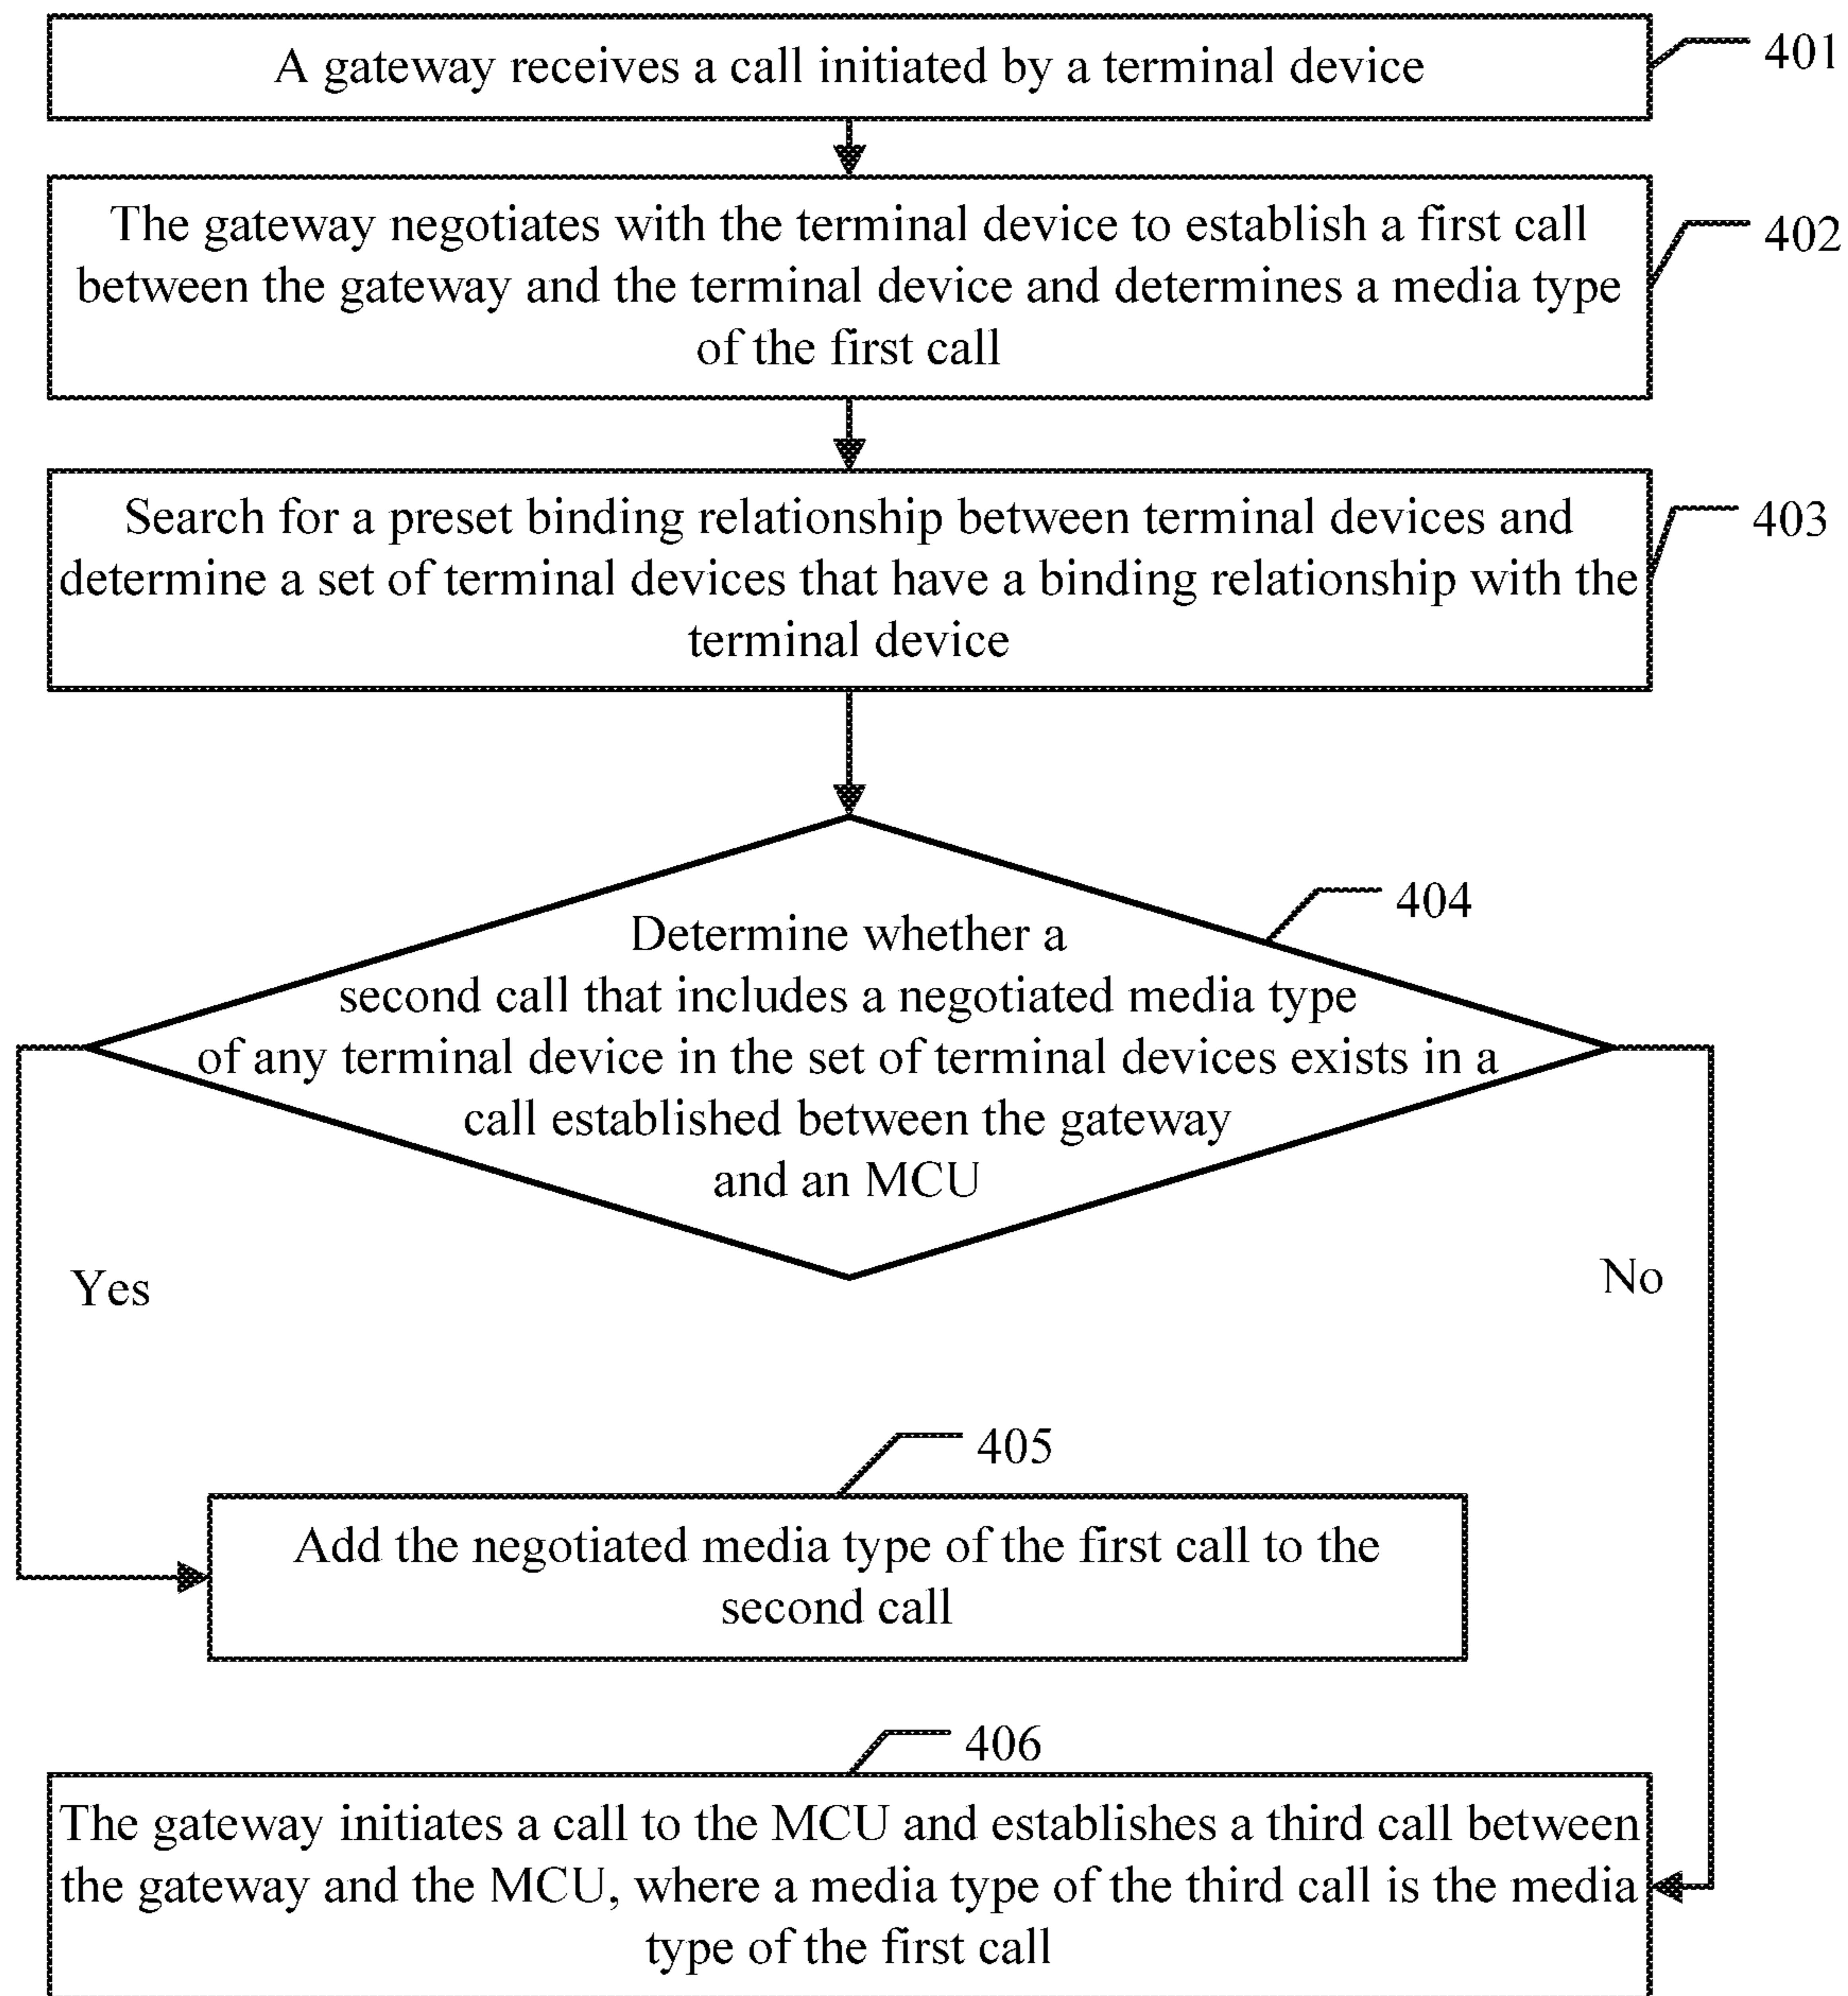 A gateway receives a call initiated by a terminal device
401
The gateway negotiates with the terminal device to establish a first call
between the gateway and the terminal device and determines a media type
of the first call
402
Search for a preset binding relationship between terminal devices and
determine a set of terminal devices that have a binding relationship with the
terminal device
403
404
Determine whether a
second call that includes a negotiated media type
of any terminal device in the set of terminal devices exists in a
call established between the gateway
and an MCU
Yes
No
405
Add the negotiated media type of the first call to the
second call
406
The gateway initiates a call to the MCU and establishes a third call between
the gateway and the MCU, where a media type of the third call is the media
type of the first call